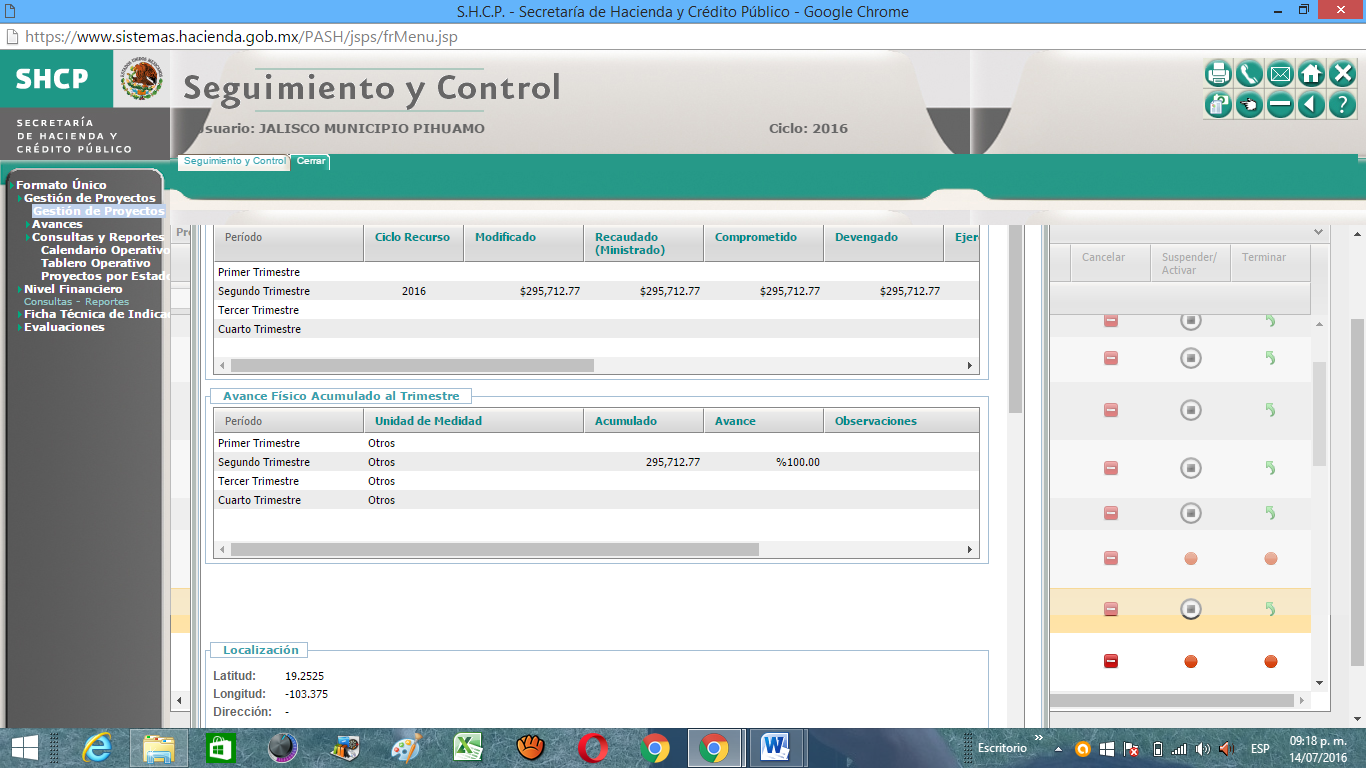 S.H.C.P. - Secretaría de Hacienda y Crédito Público - Google Chrome
https://www.sistemas.hacienda.gob.mx/PASH/jsps/frMenu.jsp
SHCP
SECRETARÍA
DE HACIENDA Y
CRÉDITO PÚBLICO
Seguimiento y Control
suario: JALISCO MUNICIPIO PIHUAMO
Ciclo: 2016
Seguimiento y Control
Cerrar
Formato Único
Gestión de Proyectos
Gestión de Proyectos
Avances
Consultas y Reportes
Calendario Operativo
Tablero Operativo
Proyectos por Estad
Nivel Financiero
Consultas - Reportes
Ficha Técnica de Indica
Evaluaciones
Pr
Período Ciclo Recurso Modificado Recaudado (Ministrado) Comprometido Devengado Ejer
Primer Trimestre
Segundo Trimestre 2016 $295,712.77 $295,712.77 $295,712.77 $295,712.77
Tercer Trimestre
Cuarto Trimestre
Avance Físico Acumulado al Trimestre
Período Unidad de Medidad Acumulado Avance Observaciones
Primer Trimestre Otros
Segundo Trimestre Otros 295,712.77 %100.00
Tercer Trimestre Otros
Cuarto Trimestre Otros
Localización
Latitud: 19.2525
Longitud: -103.375
Dirección: -
Cancelar Suspender/ Activar Terminar
Escritorio
ESP
09:18 p. m.
14/07/2016